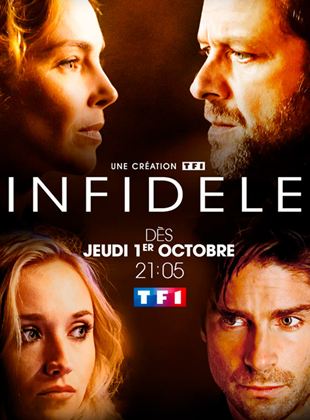 UNE CRÉATION TF1
INFIDELE
DÈS
JEUDI 1ER OCTOBRE
21:05
TF1